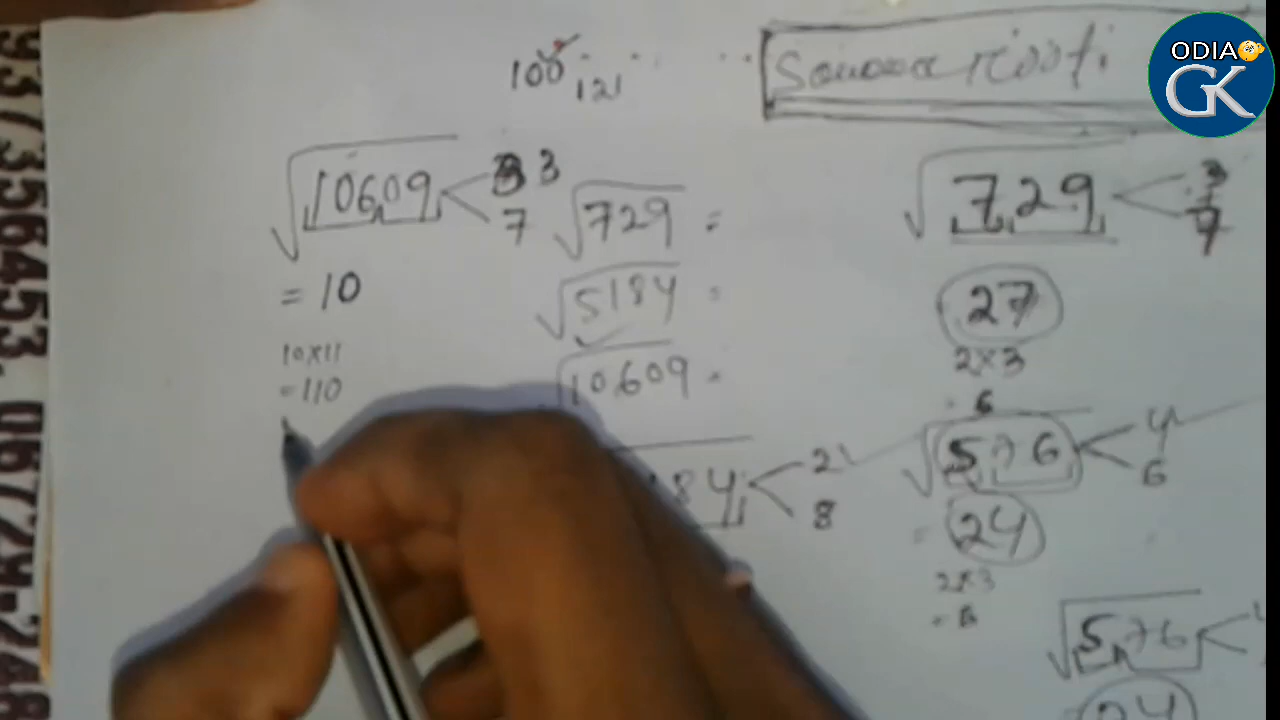 ODIA
GK
100 121
Square root
√10609 < 3
7
= 10
10×11
= 110
√729 =
√5184 =
√10609 =
84 < 2
8
√729 < 3
7
27
2×3
6
√576 < 4
6
= 24
2×3
= 6
√576 <
24